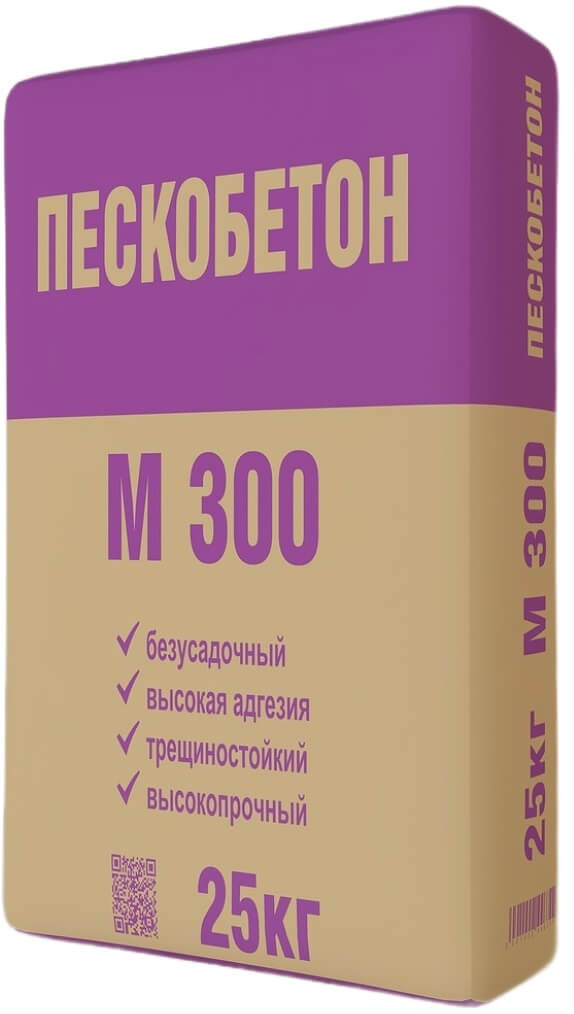 ПЕСКОБЕТОН
М 300
безусадочный
высокая адгезия
трещиностойкий
высокопрочный
25кг
ПЕСКОБЕТОН
М 300
25кг